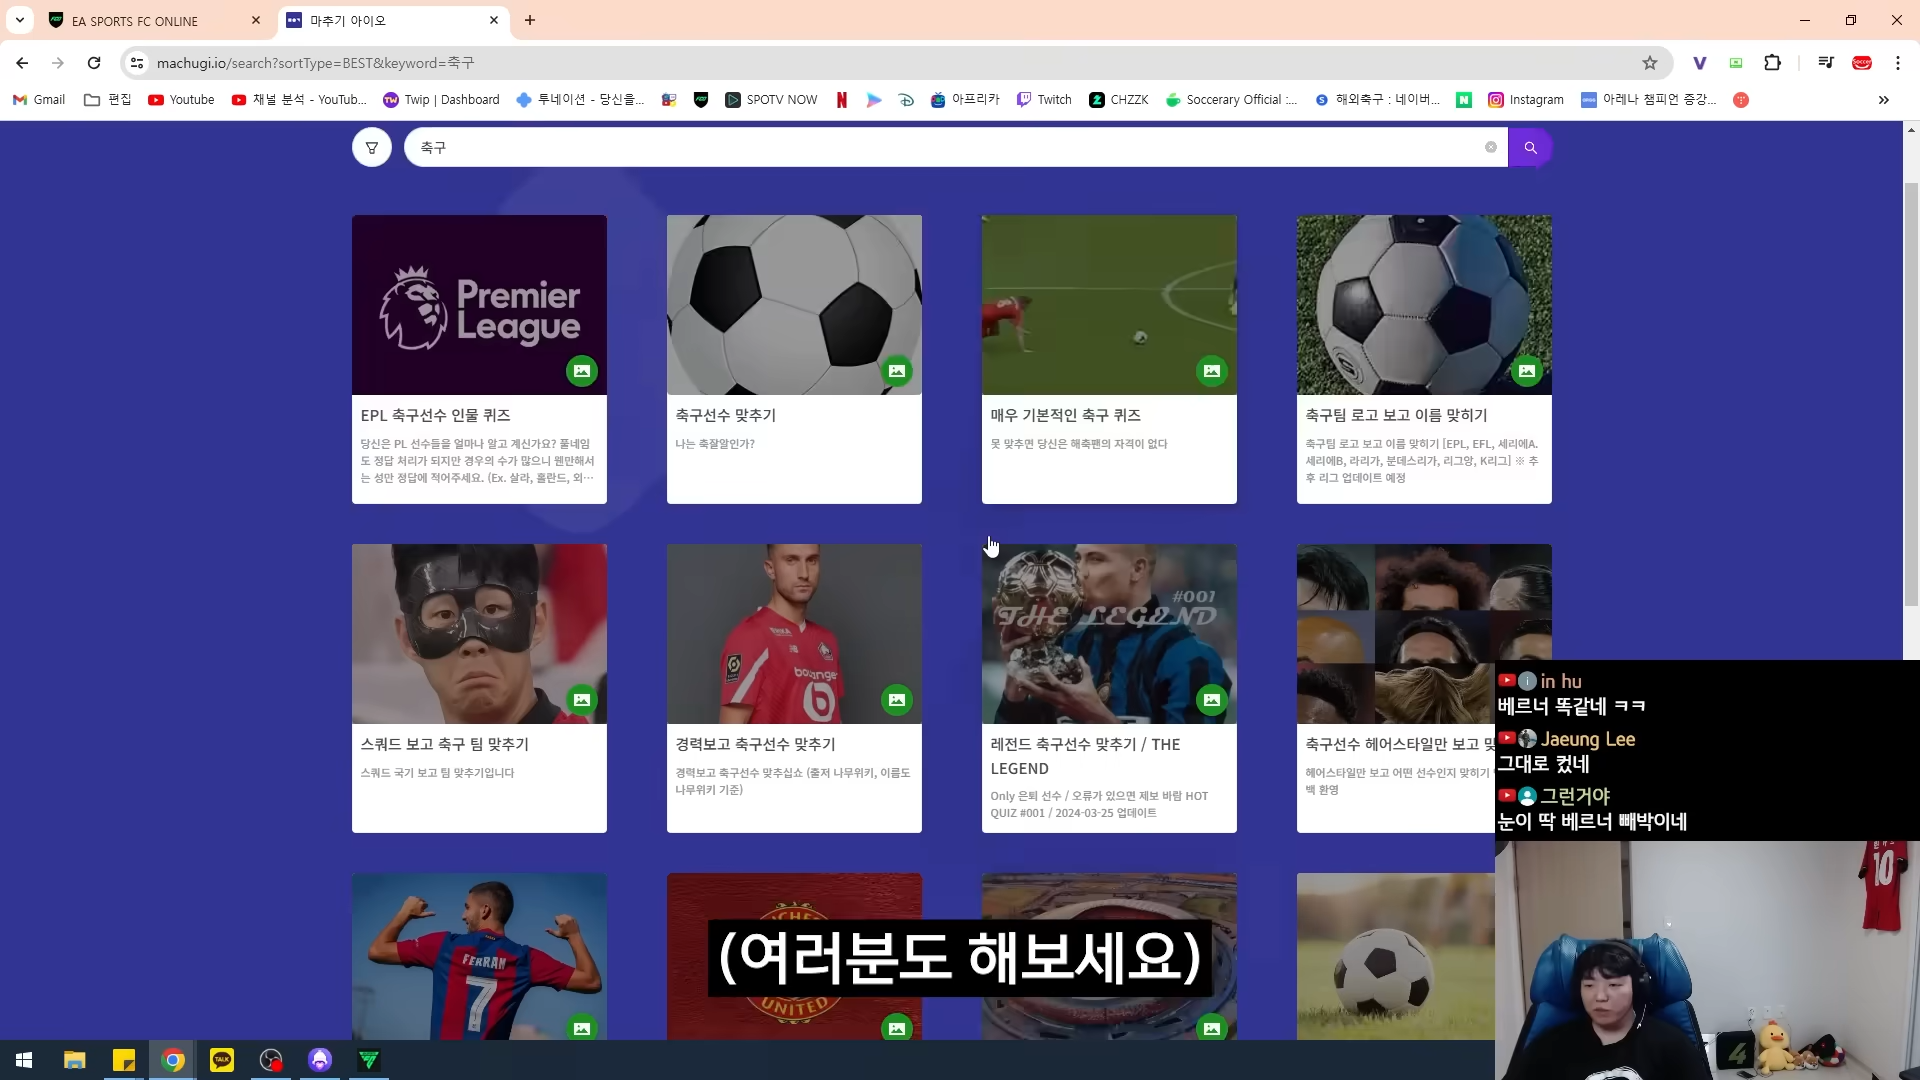 EA SPORTS FC ONLINE
마추기 아이오
machugi.io/search?sortType=BEST&keyword=축구
Gmail
편집
Youtube
채널 분석 - YouTub...
Twip | Dashboard
투네이션 - 당신을...
SPOTV NOW
아프리카
Twitch
CHZZK
Soccerary Official :...
해외축구 : 네이버...
Instagram
아레나 챔피언 증강...
축구
Premier League
EPL 축구선수 인물 퀴즈
당신은 PL 선수들을 얼마나 알고 계신가요? 풀네임
도 정답 처리가 되지만 경우의 수가 많으니 웬만해서
는 성만 정답에 적어주세요. (Ex. 살라, 홀란드, 외...
축구선수 맞추기
나는 축잘알인가?
매우 기본적인 축구 퀴즈
못 맞추면 당신은 해축팬의 자격이 없다
축구팀 로고 보고 이름 맞히기
축구팀 로고 보고 이름 맞히기 [EPL, EFL, 세리에A.
세리에B, 라리가, 분데스리가, 리그앙, K리그] ※ 추
후 리그 업데이트 예정
스쿼드 보고 축구 팀 맞추기
스쿼드 국기 보고 팀 맞추기입니다
boulanger
경력보고 축구선수 맞추기
경력보고 축구선수 맞추십쇼 (출저 나무위키, 이름도
나무위키 기준)
#001
THE LEGEND
레전드 축구선수 맞추기 / THE
LEGEND
Only 은퇴 선수 / 오류가 있으면 제보 바람 HOT
QUIZ #001 / 2024-03-25 업데이트
축구선수 헤어스타일만 보고 맞
헤어스타일만 보고 어떤 선수인지 맞히기
백 환영
in hu
베르너 똑같네 ㅋㅋ
Jaeung Lee
그대로 컸네
그런거야
눈이 딱 베르너 빼박이네
FERRAN
7
UNITED
(여러분도 해보세요)
10
TALK
4